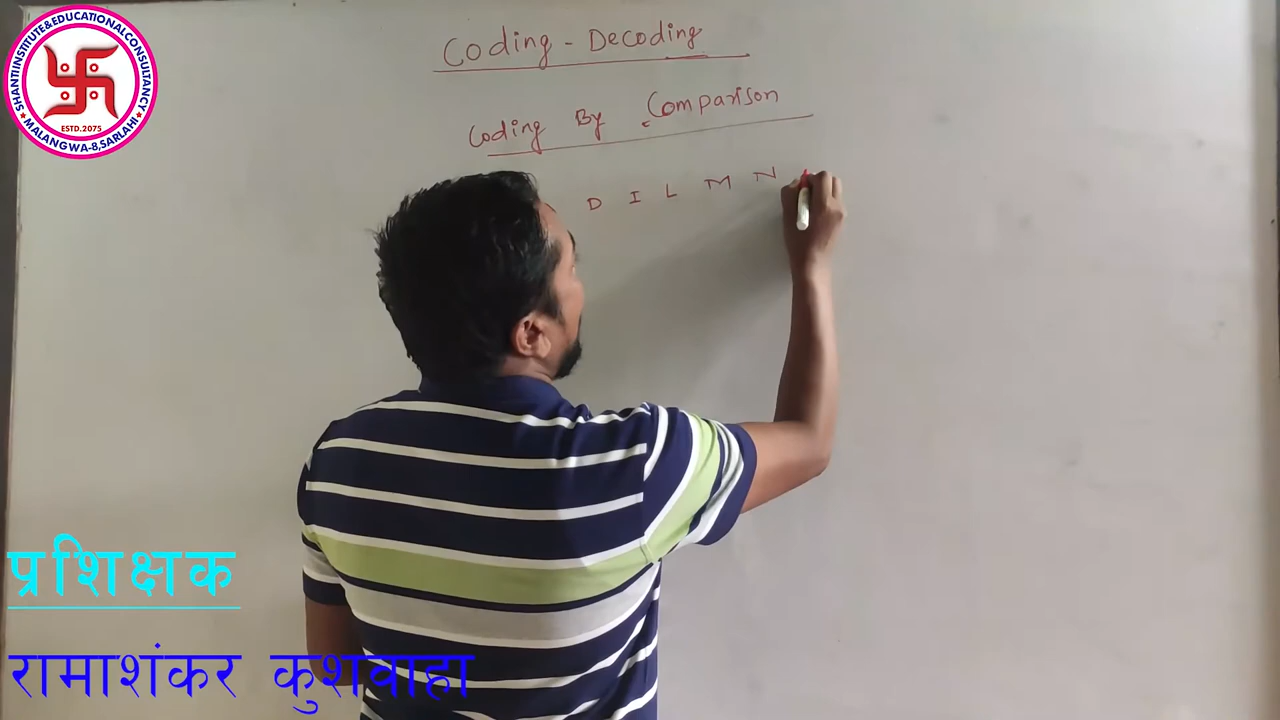 SHANTI INSTITUTE & EDUCATIONAL CONSULTANCY
ESTD.2075
MALANGWA-8, SARLAHI
Coding - Decoding
Coding By Comparison
D I L M N
प्रशिक्षक
रामाशंकर कुशवाहा